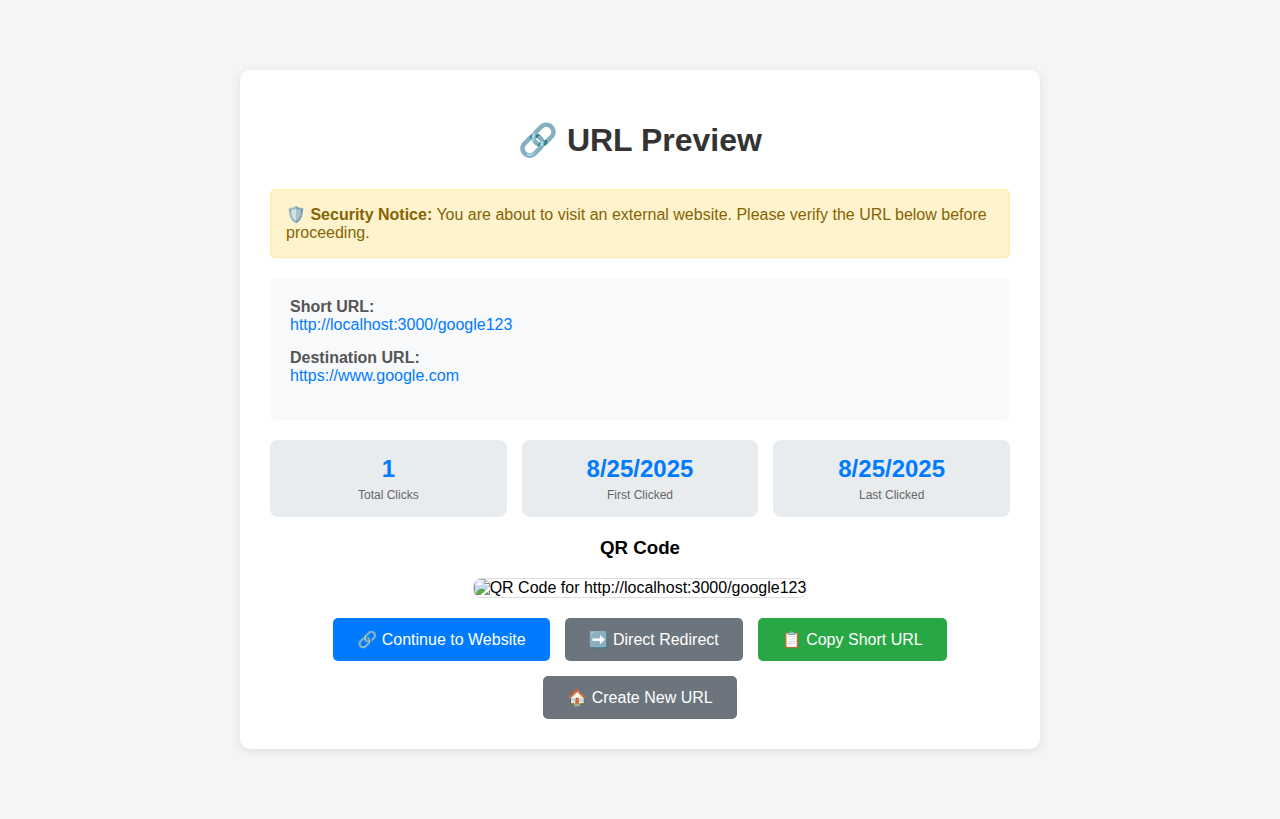 🔗 URL Preview
🛡️ Security Notice: You are about to visit an external website. Please verify the URL below before
proceeding.
Short URL:
http://localhost:3000/google123
Destination URL:
https://www.google.com
1
Total Clicks
8/25/2025
First Clicked
8/25/2025
Last Clicked
QR Code
QR Code for http://localhost:3000/google123
🔗 Continue to Website
➡️ Direct Redirect
📋 Copy Short URL
🏠 Create New URL